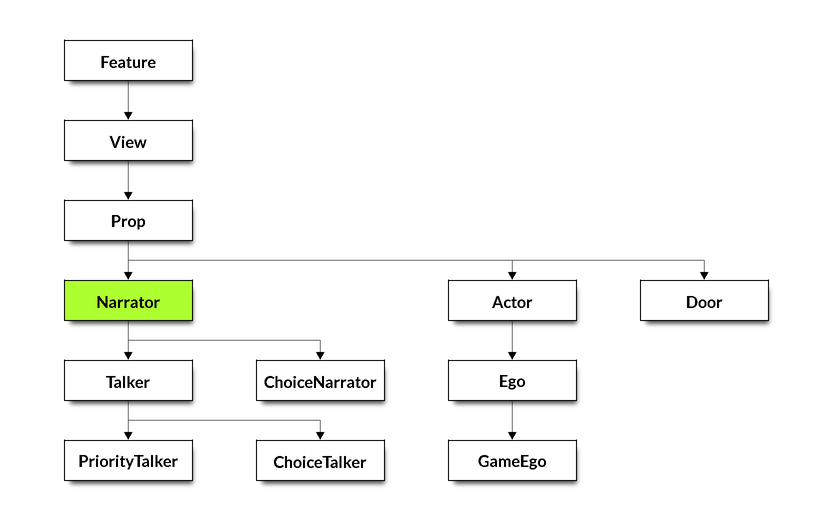 Feature
View
Prop
Narrator
Actor
Door
Talker
ChoiceNarrator
Ego
PriorityTalker
ChoiceTalker
GameEgo